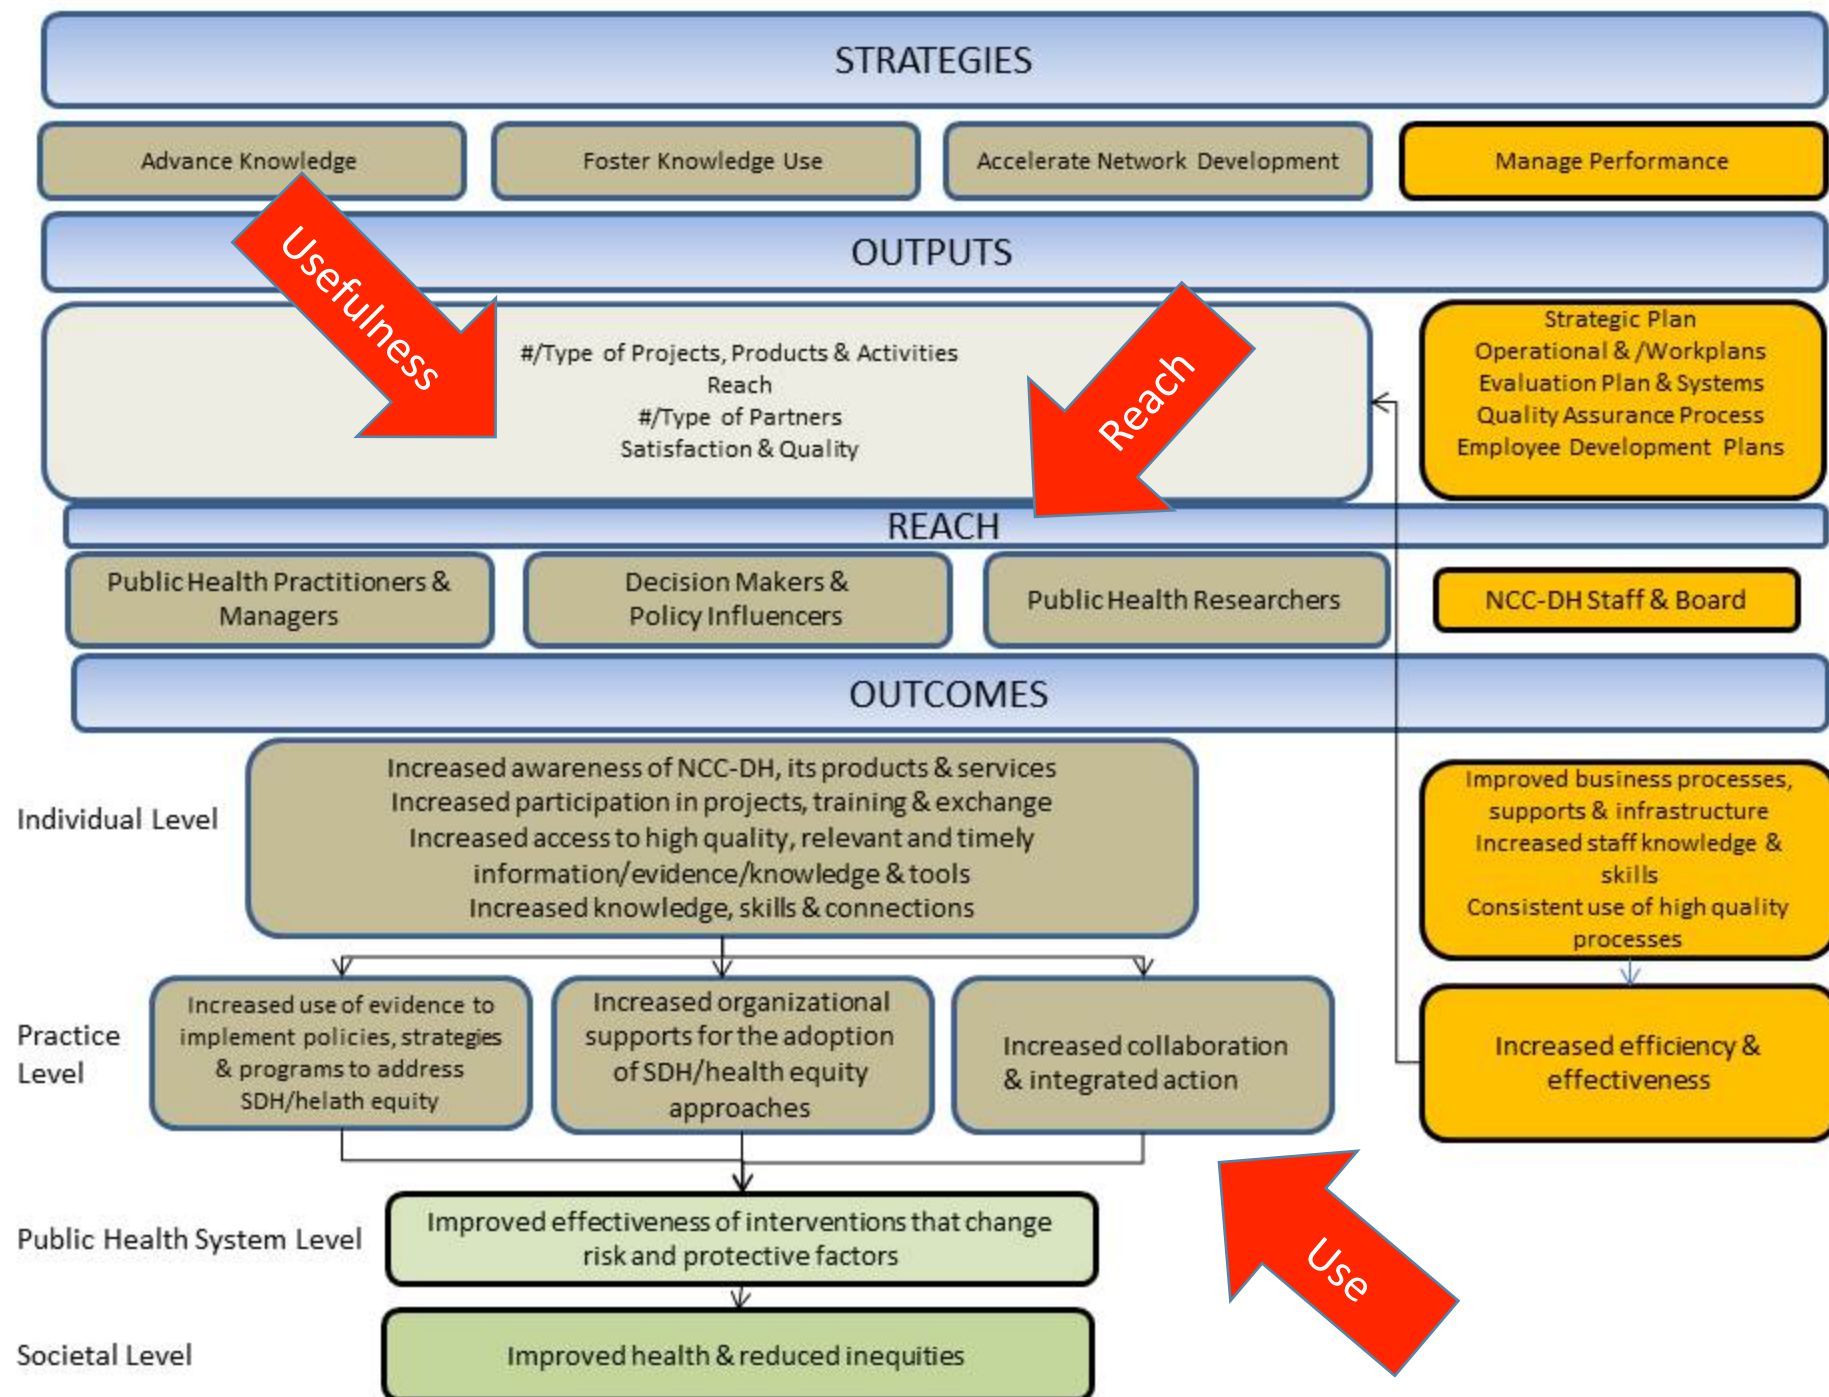 STRATEGIES
Advance Knowledge
Foster Knowledge Use
Accelerate Network Development
Manage Performance
OUTPUTS
Usefulness
#/Type of Projects, Products & Activities
Reach
#/Type of Partners
Satisfaction & Quality
Reach
Strategic Plan
Operational & /Workplans
Evaluation Plan & Systems
Quality Assurance Process
Employee Development Plans
REACH
Public Health Practitioners &
Managers
Decision Makers &
Policy Influencers
Public Health Researchers
NCC-DH Staff & Board
OUTCOMES
Individual Level
Increased awareness of NCC-DH, its products & services
Increased participation in projects, training & exchange
Increased access to high quality, relevant and timely
information/evidence/knowledge & tools
Increased knowledge, skills & connections
Improved business processes,
supports & infrastructure
Increased staff knowledge &
skills
Consistent use of high quality
processes
Practice
Level
Increased use of evidence to
implement policies, strategies
& programs to address
SDH/helath equity
Increased organizational
supports for the adoption
of SDH/health equity
approaches
Increased collaboration
& integrated action
Increased efficiency &
effectiveness
Public Health System Level
Improved effectiveness of interventions that change
risk and protective factors
Use
Societal Level
Improved health & reduced inequities